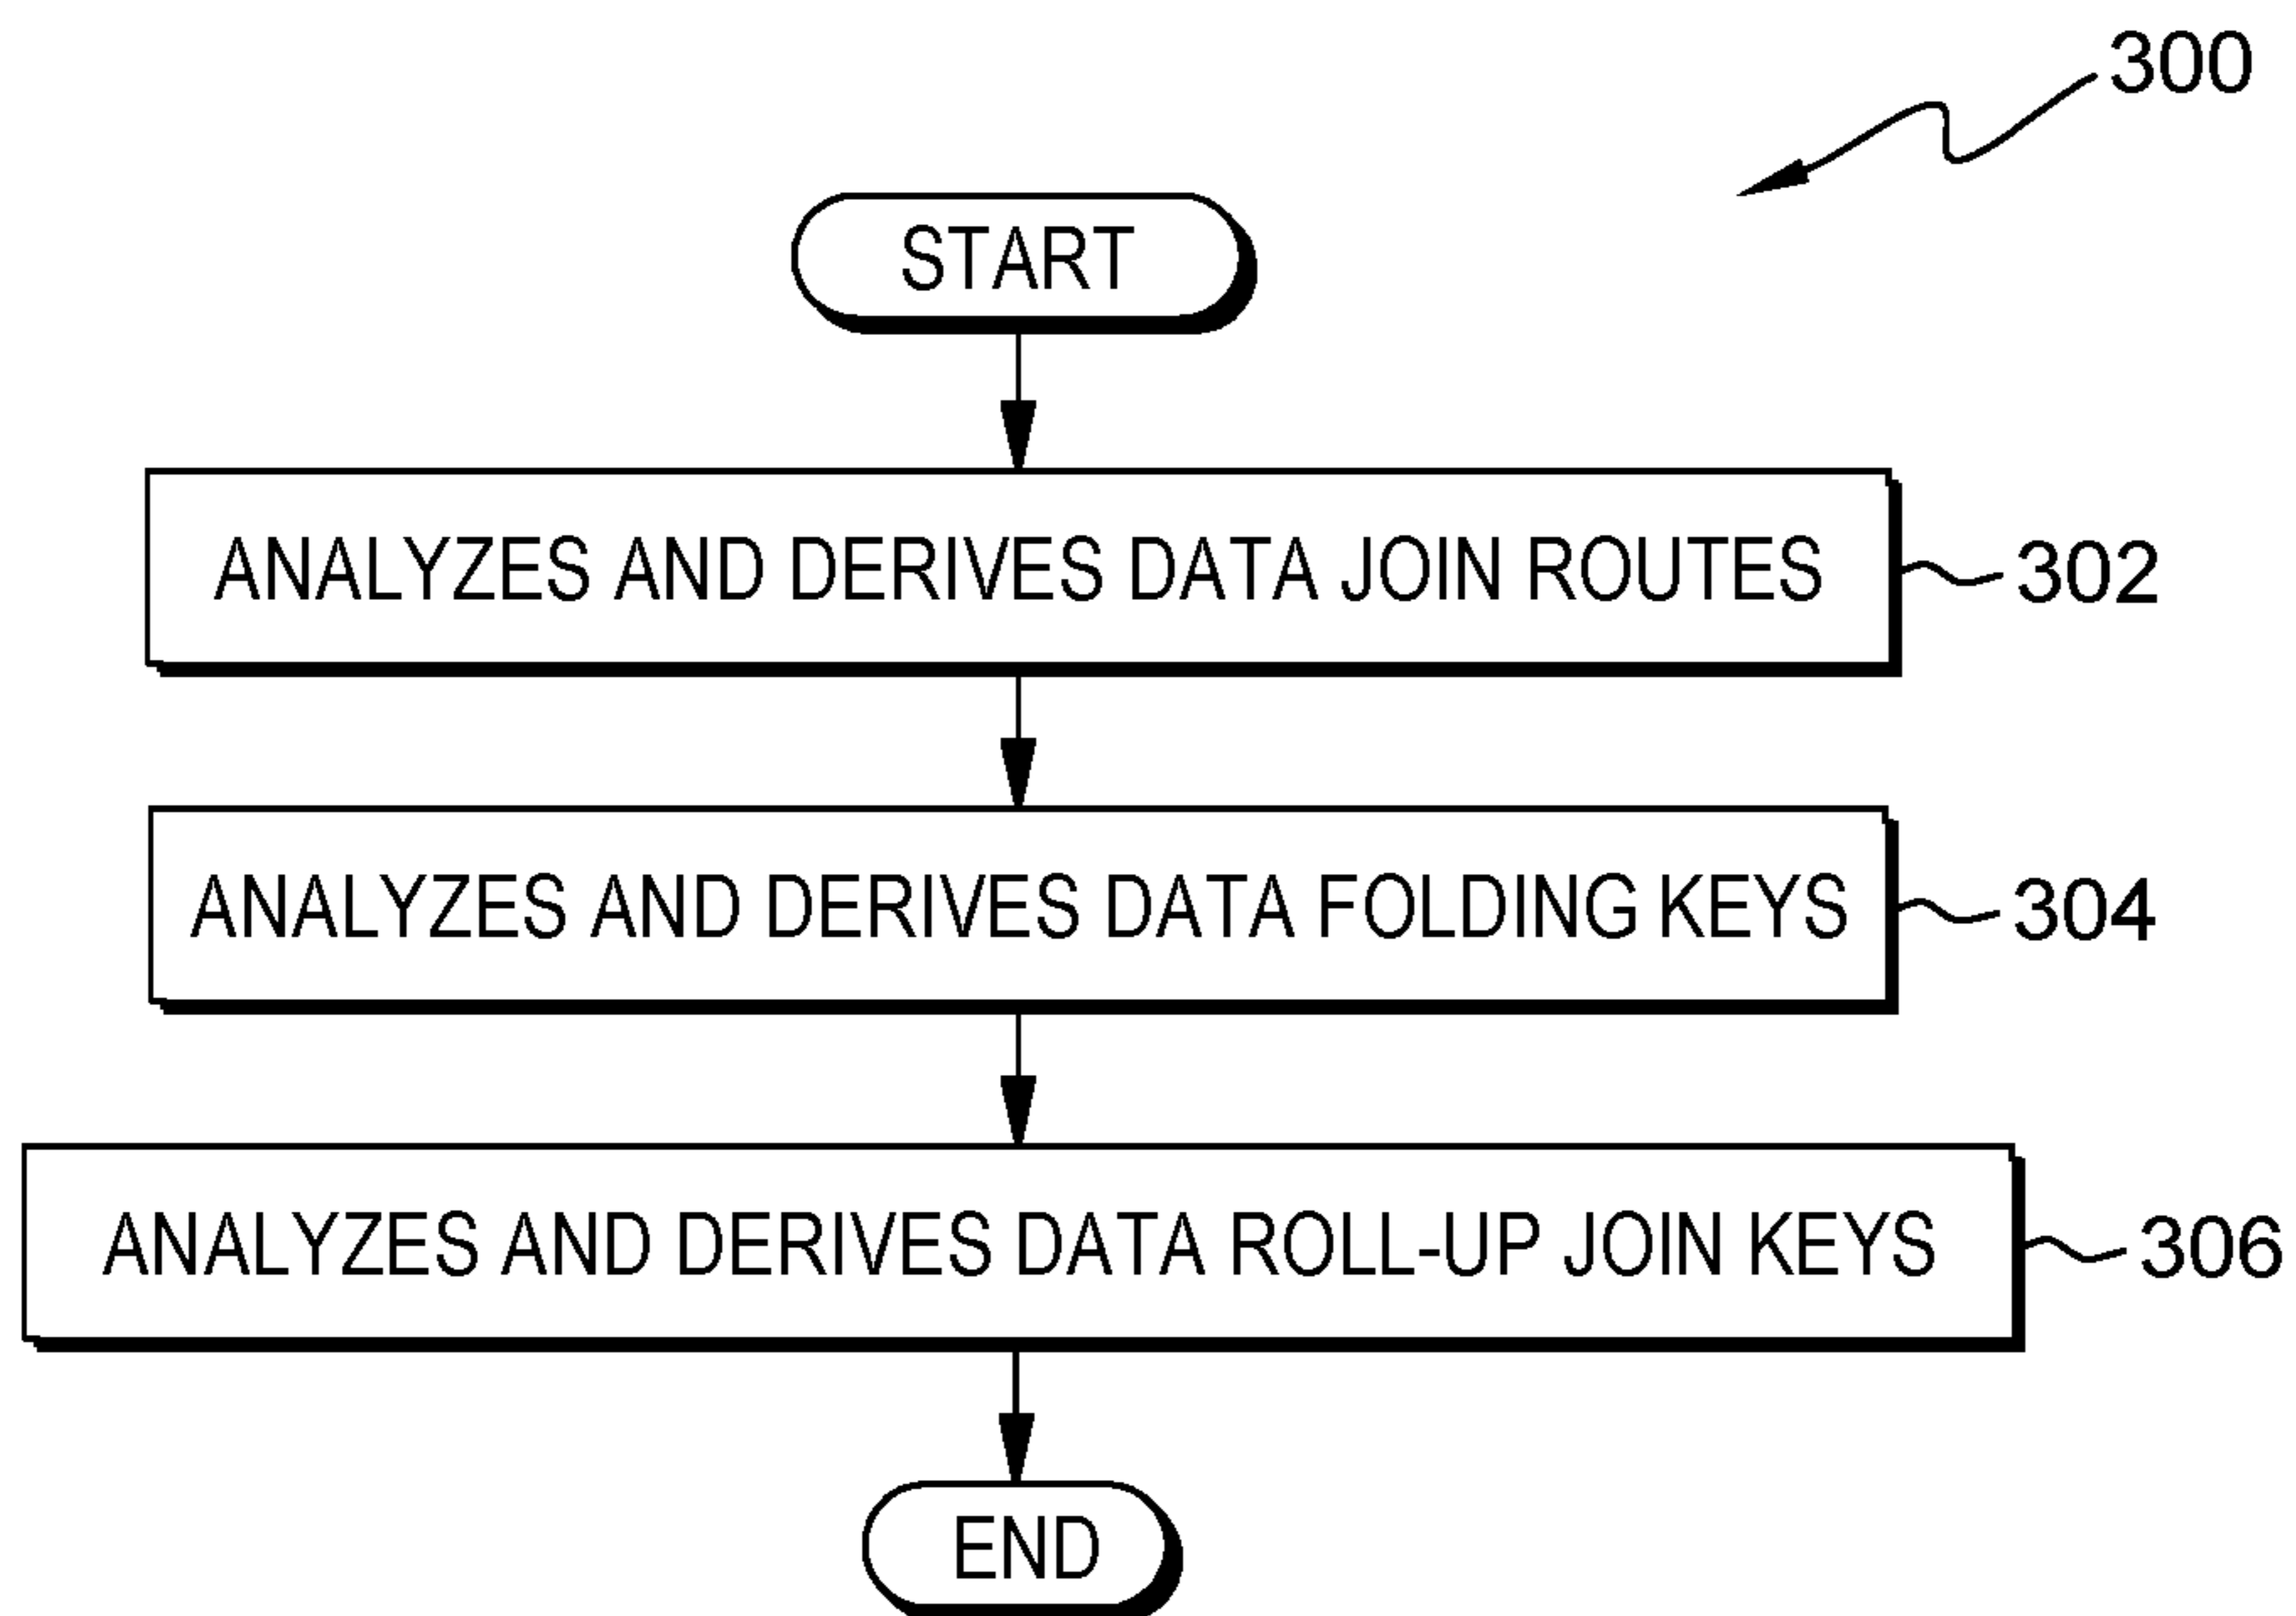 300
START
ANALYZES AND DERIVES DATA JOIN ROUTES
302
ANALYZES AND DERIVES DATA FOLDING KEYS
304
ANALYZES AND DERIVES DATA ROLL-UP JOIN KEYS
306
END